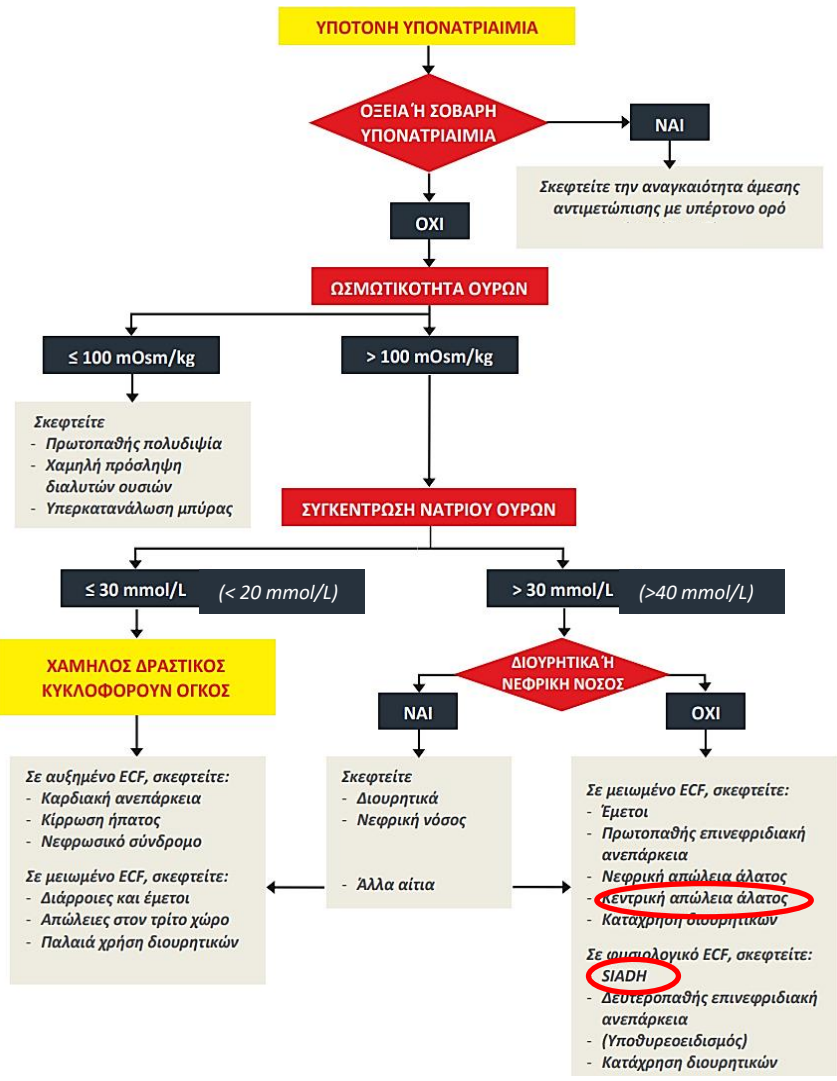 ΥΠΟΤΟΝΗ ΥΠΟΝΑΤΡΙΑΙΜΙΑ
ΟΞΕΙΑ Ή ΣΟΒΑΡΗ
ΥΠΟΝΑΤΡΙΑΙΜΙΑ
ΝΑΙ
Σκεφτείτε την αναγκαιότητα άμεσης
αντιμετώπισης με υπέρτονο ορό
ΟΧΙ
ΩΣΜΩΤΙΚΟΤΗΤΑ ΟΥΡΩΝ
≤ 100 mOsm/kg
> 100 mOsm/kg
Σκεφτείτε
- Πρωτοπαθής πολυδιψία
- Χαμηλή πρόσληψη
διαλυτών ουσιών
- Υπερκατανάλωση μπύρας
ΣΥΓΚΕΝΤΡΩΣΗ ΝΑΤΡΙΟΥ ΟΥΡΩΝ
≤ 30 mmol/L (< 20 mmol/L)
> 30 mmol/L (>40 mmol/L)
ΧΑΜΗΛΟΣ ΔΡΑΣΤΙΚΟΣ
ΚΥΚΛΟΦΟΡΟΥΝ ΟΓΚΟΣ
ΔΙΟΥΡΗΤΙΚΑ Ή
ΝΕΦΡΙΚΗ ΝΟΣΟΣ
ΝΑΙ
ΟΧΙ
Σε αυξημένο ECF, σκεφτείτε:
- Καρδιακή ανεπάρκεια
- Κίρρωση ήπατος
- Νεφρωσικό σύνδρομο
Σε μειωμένο ECF, σκεφτείτε:
- Διάρροιες και έμετοι
- Απώλειες στον τρίτο χώρο
- Παλαιά χρήση διουρητικών
Σκεφτείτε
- Διουρητικά
- Νεφρική νόσος
- Άλλα αίτια
Σε μειωμένο ECF, σκεφτείτε:
- Έμετοι
- Πρωτοπαθής επινεφριδιακή
ανεπάρκεια
- Νεφρική απώλεια άλατος
- Κεντρική απώλεια άλατος
- Κατάχρηση διουρητικών
Σε φυσιολογικό ECF, σκεφτείτε:
SIADH
- Δευτεροπαθής επινεφριδιακή
ανεπάρκεια
- (Υποθυρεοειδισμός)
- Κατάχρηση διουρητικών